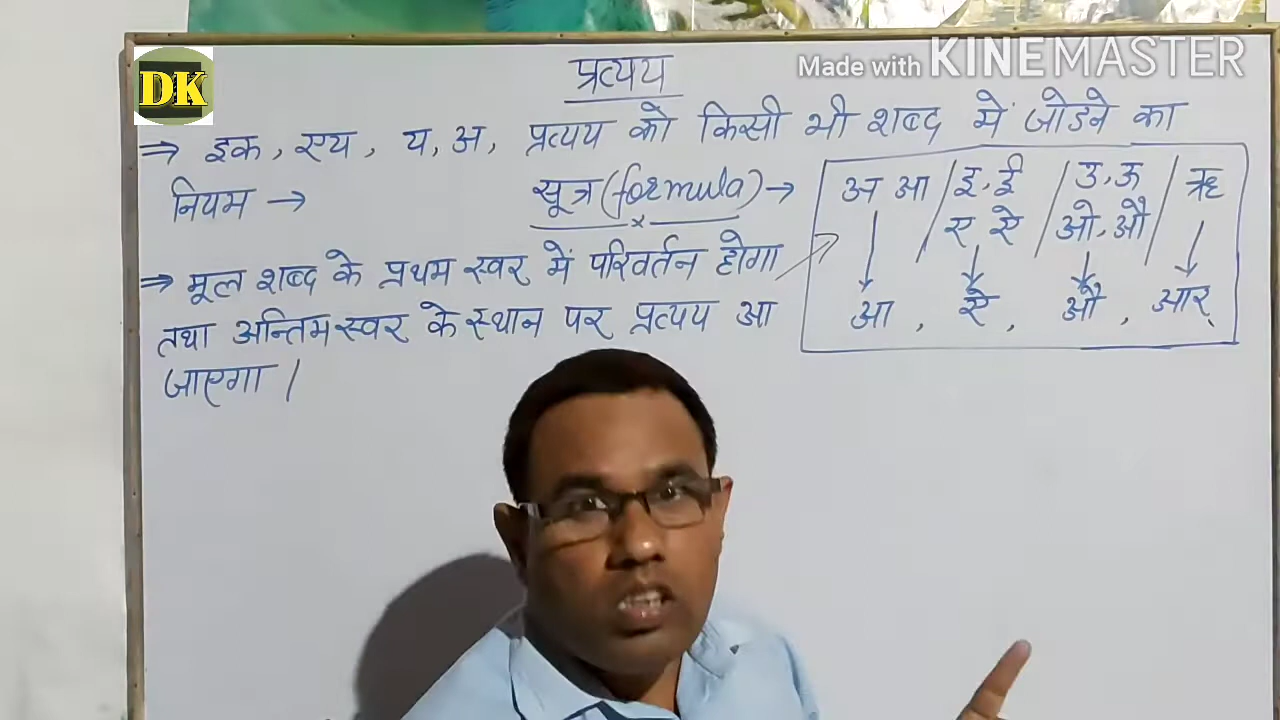 DK
Made with KINEMASTER
प्रत्यय
⇒ इक, एय, य, अ, प्रत्यय को किसी भी शब्द में जोडने का
नियम → सूत्र (formula) →
⇒ मूल शब्द के प्रथम स्वर में परिवर्तन होगा
तथा अन्तिम स्वर के स्थान पर प्रत्यय आ
जाएगा ।
अ आ / इ, ई / उ, ऊ / ऋ
ए ऐ / ओ, औ
↓ ↓ ↓ ↓
आ , ऐ , औ , आर्